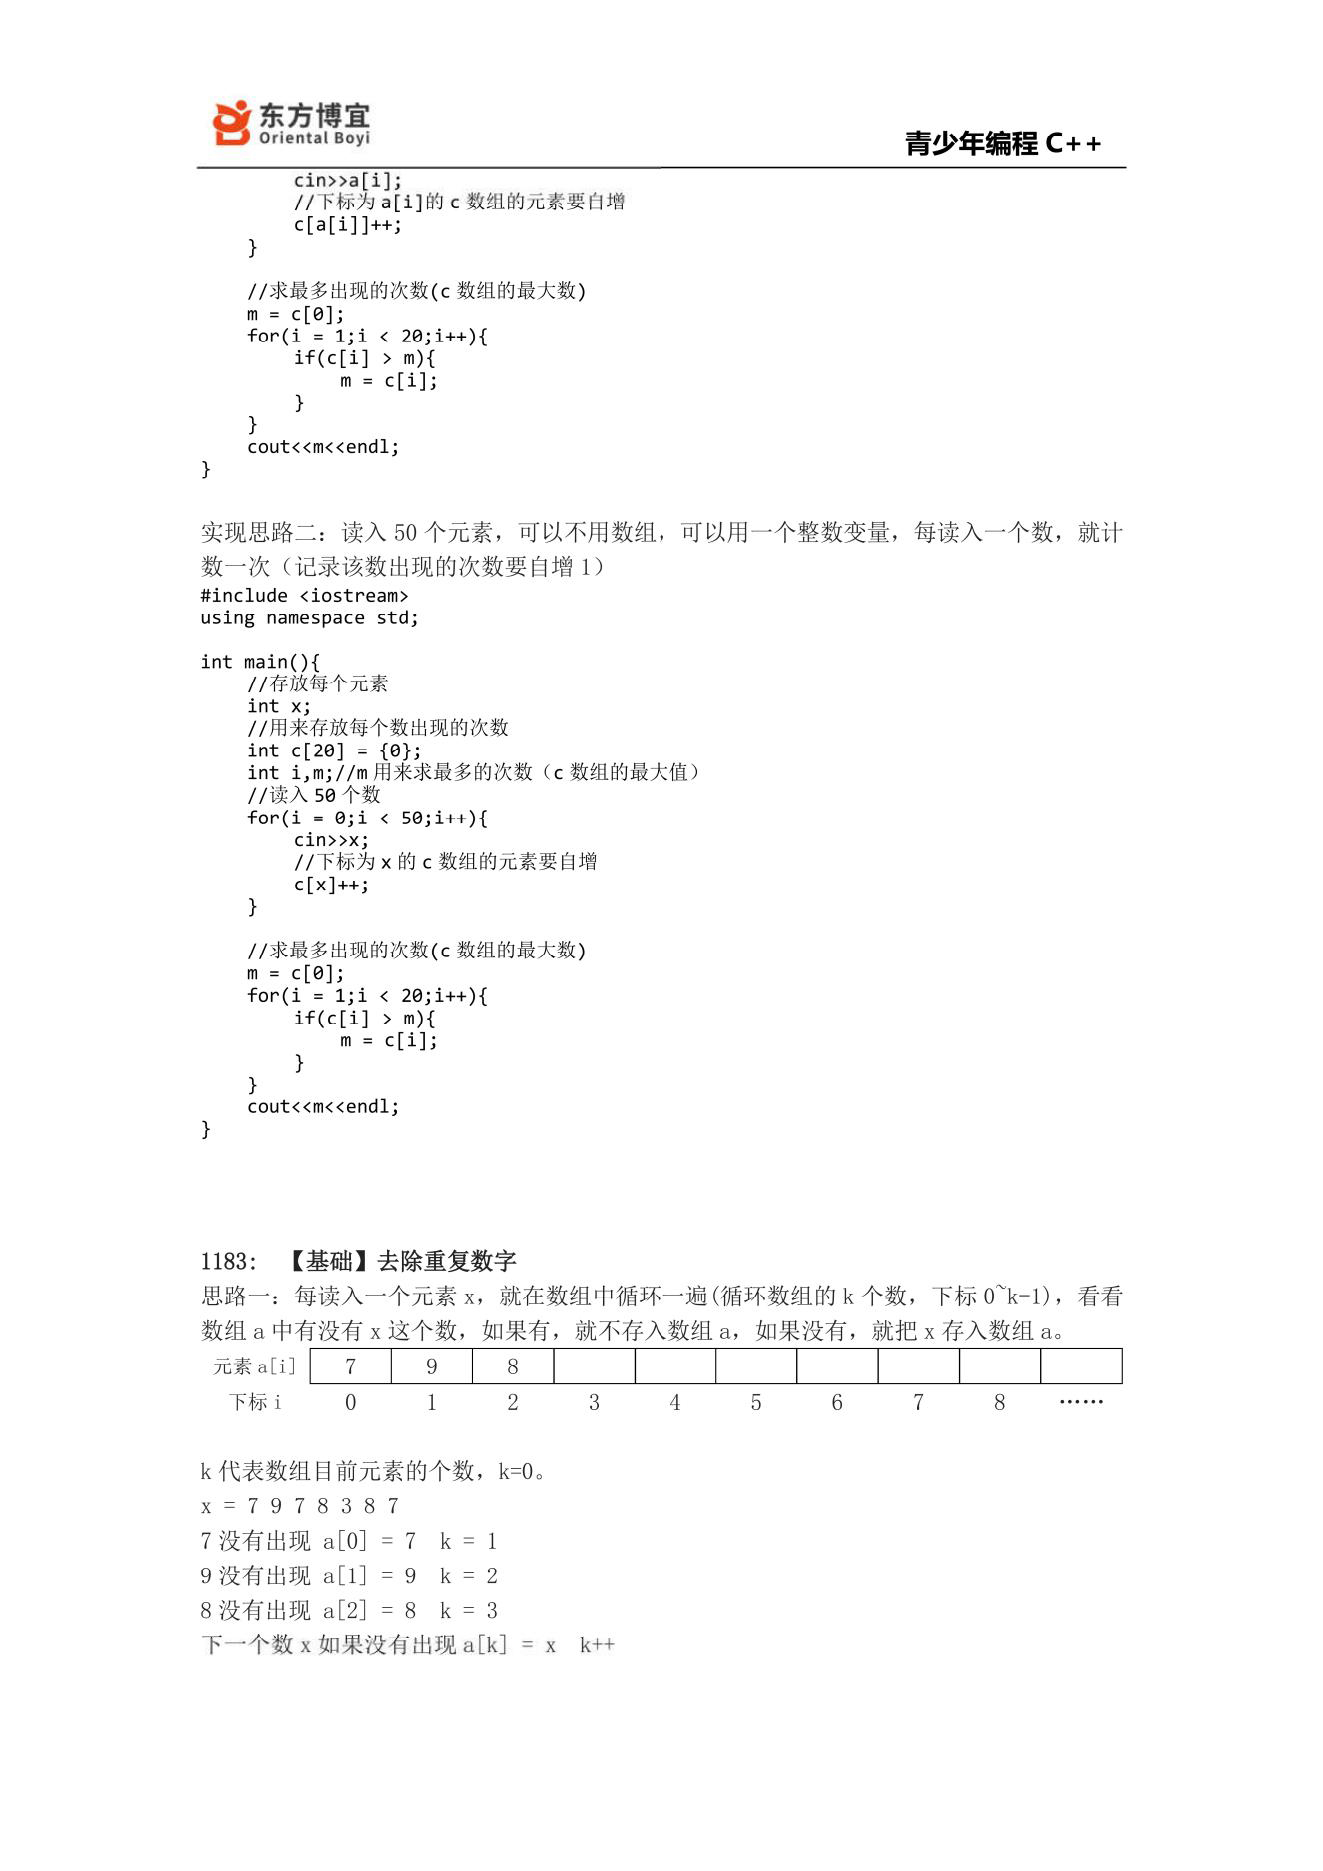 东方博宜
Oriental Boyi
青少年编程 C++
cin>>a[i];
//下标为 a[i]的 c 数组的元素要自增
c[a[i]]++;
}
//求最多出现的次数(c 数组的最大数)
m = c[0];
for(i = 1;i < 20;i++){
if(c[i] > m){
m = c[i];
}
}
cout<<m<<endl;
}
实现思路二：读入 50 个元素，可以不用数组，可以用一个整数变量，每读入一个数，就计
数一次（记录该数出现的次数要自增 1）
#include <iostream>
using namespace std;
int main(){
//存放每个元素
int x;
//用来存放每个数出现的次数
int c[20] = {0};
int i,m;//m 用来求最多的次数（c 数组的最大值）
//读入 50 个数
for(i = 0;i < 50;i++){
cin>>x;
//下标为 x 的 c 数组的元素要自增
c[x]++;
}
//求最多出现的次数(c 数组的最大数)
m = c[0];
for(i = 1;i < 20;i++){
if(c[i] > m){
m = c[i];
}
}
cout<<m<<endl;
}
1183: 【基础】去除重复数字
思路一：每读入一个元素 x，就在数组中循环一遍(循环数组的 k 个数，下标 0~k-1)，看看
数组 a 中有没有 x 这个数，如果有，就不存入数组 a，如果没有，就把 x 存入数组 a。
元素 a[i] 7 9 8
下标 i 0 1 2 3 4 5 6 7 8 ……
k 代表数组目前元素的个数，k=0。
x = 7 9 7 8 3 8 7
7 没有出现 a[0] = 7 k = 1
9 没有出现 a[1] = 9 k = 2
8 没有出现 a[2] = 8 k = 3
下一个数 x 如果没有出现 a[k] = x k++